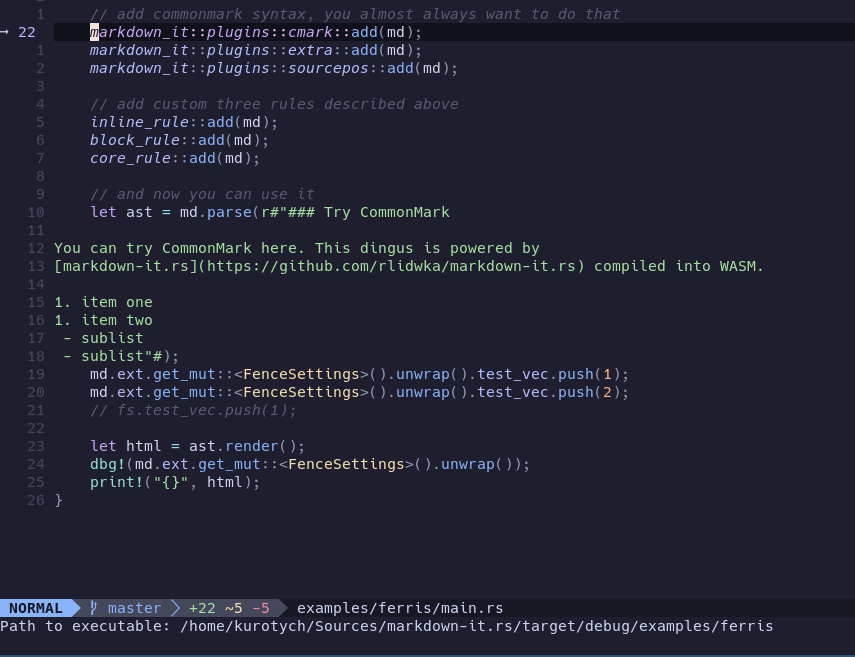 1 // add commonmark syntax, you almost always want to do that
→ 22 markdown_it::plugins::cmark::add(md);
1 markdown_it::plugins::extra::add(md);
2 markdown_it::plugins::sourcepos::add(md);
3
4 // add custom three rules described above
5 inline_rule::add(md);
6 block_rule::add(md);
7 core_rule::add(md);
8
9 // and now you can use it
10 let ast = md.parse(r#"### Try CommonMark
11
12 You can try CommonMark here. This dingus is powered by
13 [markdown-it.rs](https://github.com/rlidwka/markdown-it.rs) compiled into WASM.
14
15 1. item one
16 1. item two
17 - sublist
18 - sublist"#);
19 md.ext.get_mut::<FenceSettings>().unwrap().test_vec.push(1);
20 md.ext.get_mut::<FenceSettings>().unwrap().test_vec.push(2);
21 // fs.test_vec.push(1);
22
23 let html = ast.render();
24 dbg!(md.ext.get_mut::<FenceSettings>().unwrap());
25 print!("{}", html);
26 }
NORMAL master +22 ~5 -5 examples/ferris/main.rs
Path to executable: /home/kurotych/Sources/markdown-it.rs/target/debug/examples/ferris